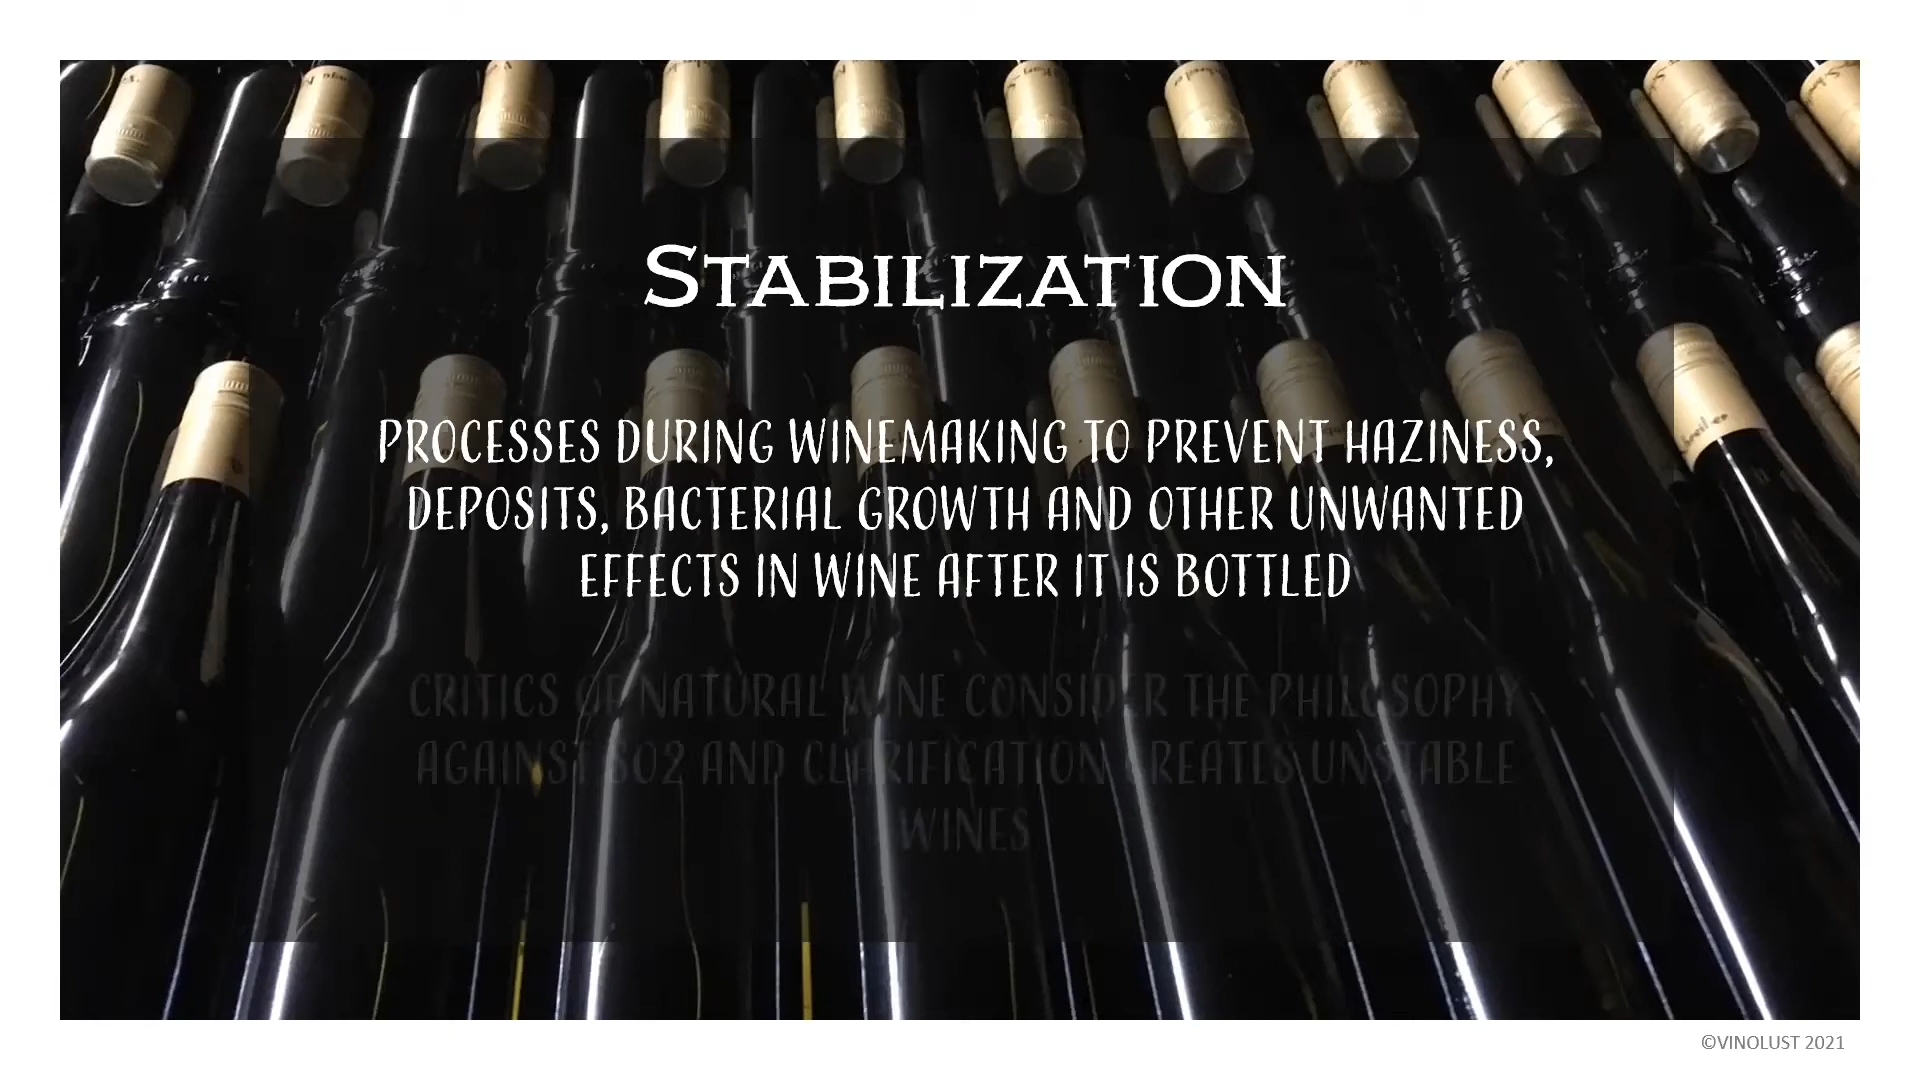 Stabilization
PROCESSES DURING WINEMAKING TO PREVENT HAZINESS,
DEPOSITS, BACTERIAL GROWTH AND OTHER UNWANTED
EFFECTS IN WINE AFTER IT IS BOTTLED
CRITICS OF NATURAL WINE CONSIDER THE PHILOSOPHY
AGAINST SO2 AND CLARIFICATION CREATES UNSTABLE
WINES
©VINOLUST 2021